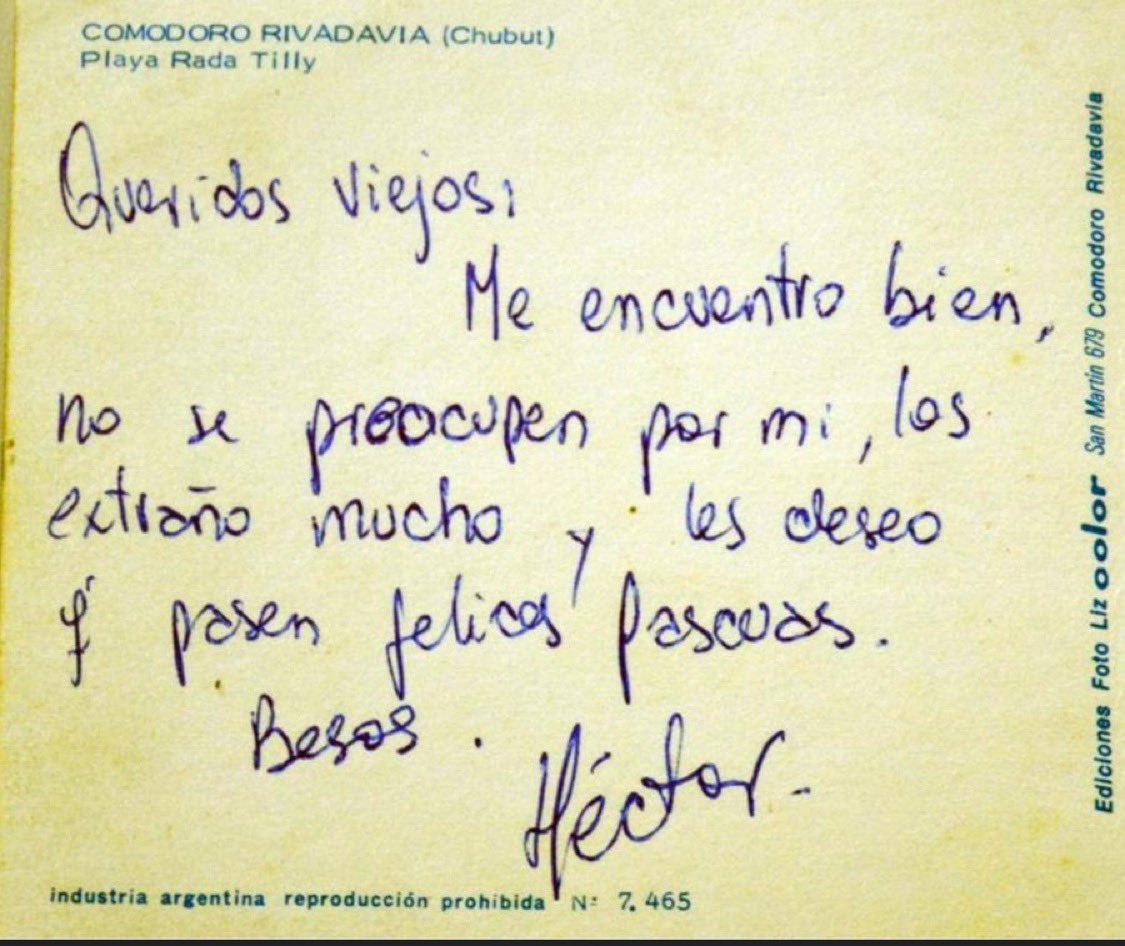 COMODORO RIVADAVIA (Chubut)
Playa Rada Tilly
Queridos viejos:
Me encuentro bien,
no se preocupen por mi, los
extraño mucho y les deseo
q' pasen felices Pascuas.
Besos.
Héctor.-
industria argentina reproducción prohibida N= 7.465
Ediciones Foto Lizcolor San Martín 679 Comodoro Rivadavia